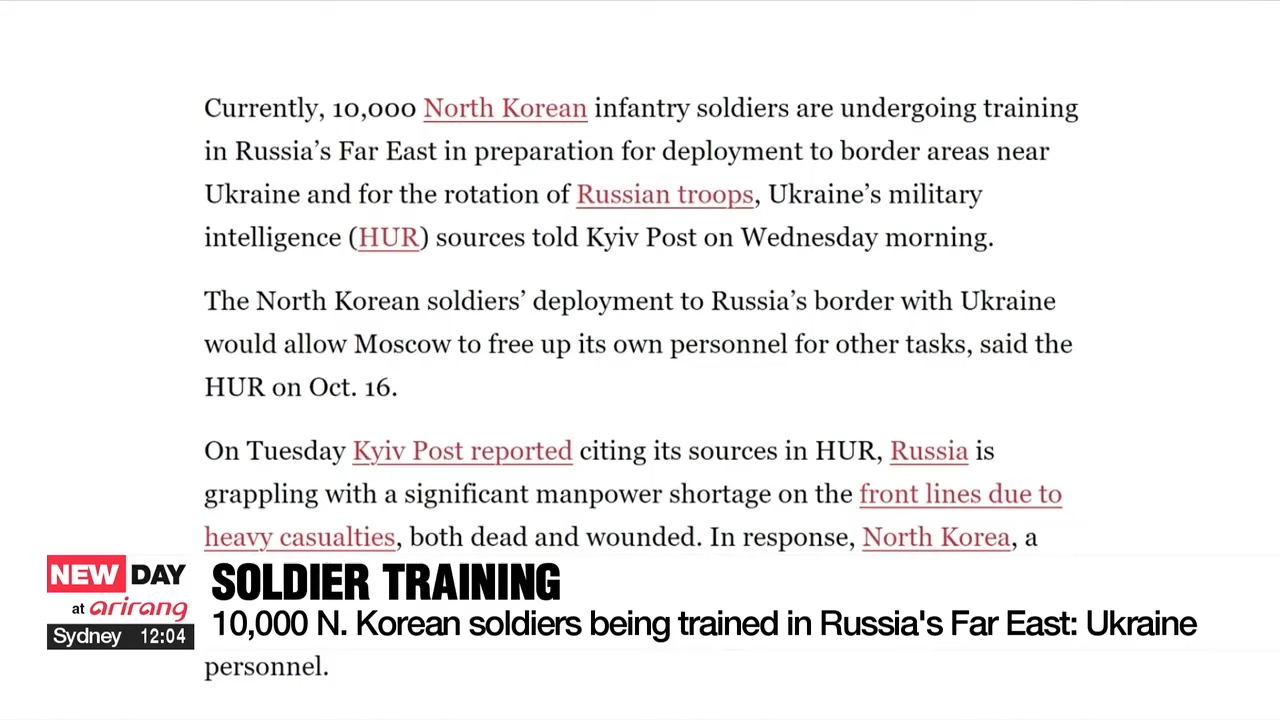 Currently, 10,000 North Korean infantry soldiers are undergoing training
in Russia’s Far East in preparation for deployment to border areas near
Ukraine and for the rotation of Russian troops, Ukraine’s military
intelligence (HUR) sources told Kyiv Post on Wednesday morning.
The North Korean soldiers’ deployment to Russia’s border with Ukraine
would allow Moscow to free up its own personnel for other tasks, said the
HUR on Oct. 16.
On Tuesday Kyiv Post reported citing its sources in HUR, Russia is
grappling with a significant manpower shortage on the front lines due to
heavy casualties, both dead and wounded. In response, North Korea, a
NEW DAY
at arirang
Sydney 12:04
SOLDIER TRAINING
10,000 N. Korean soldiers being trained in Russia's Far East: Ukraine
personnel.